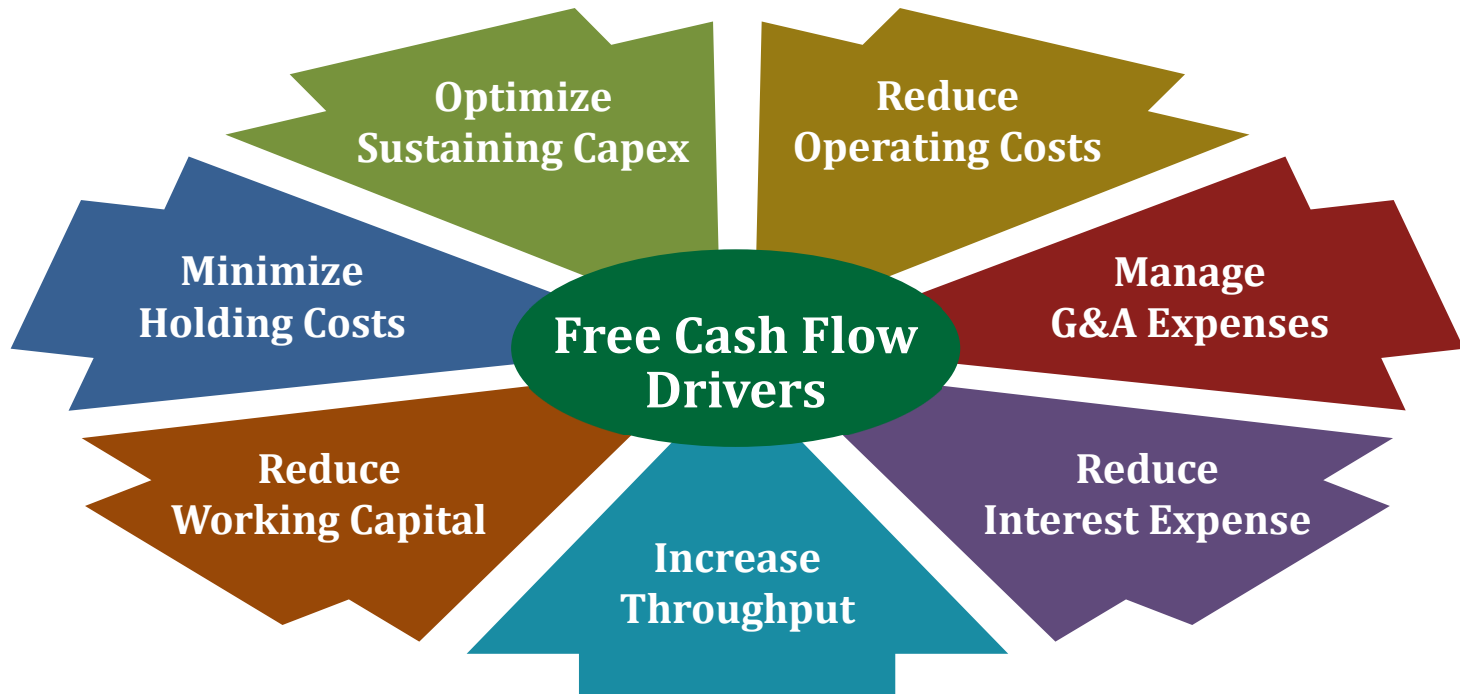 Optimize
Sustaining Capex
Reduce
Operating Costs
Minimize
Holding Costs
Manage
G&A Expenses
Free Cash Flow
Drivers
Reduce
Working Capital
Reduce
Interest Expense
Increase
Throughput